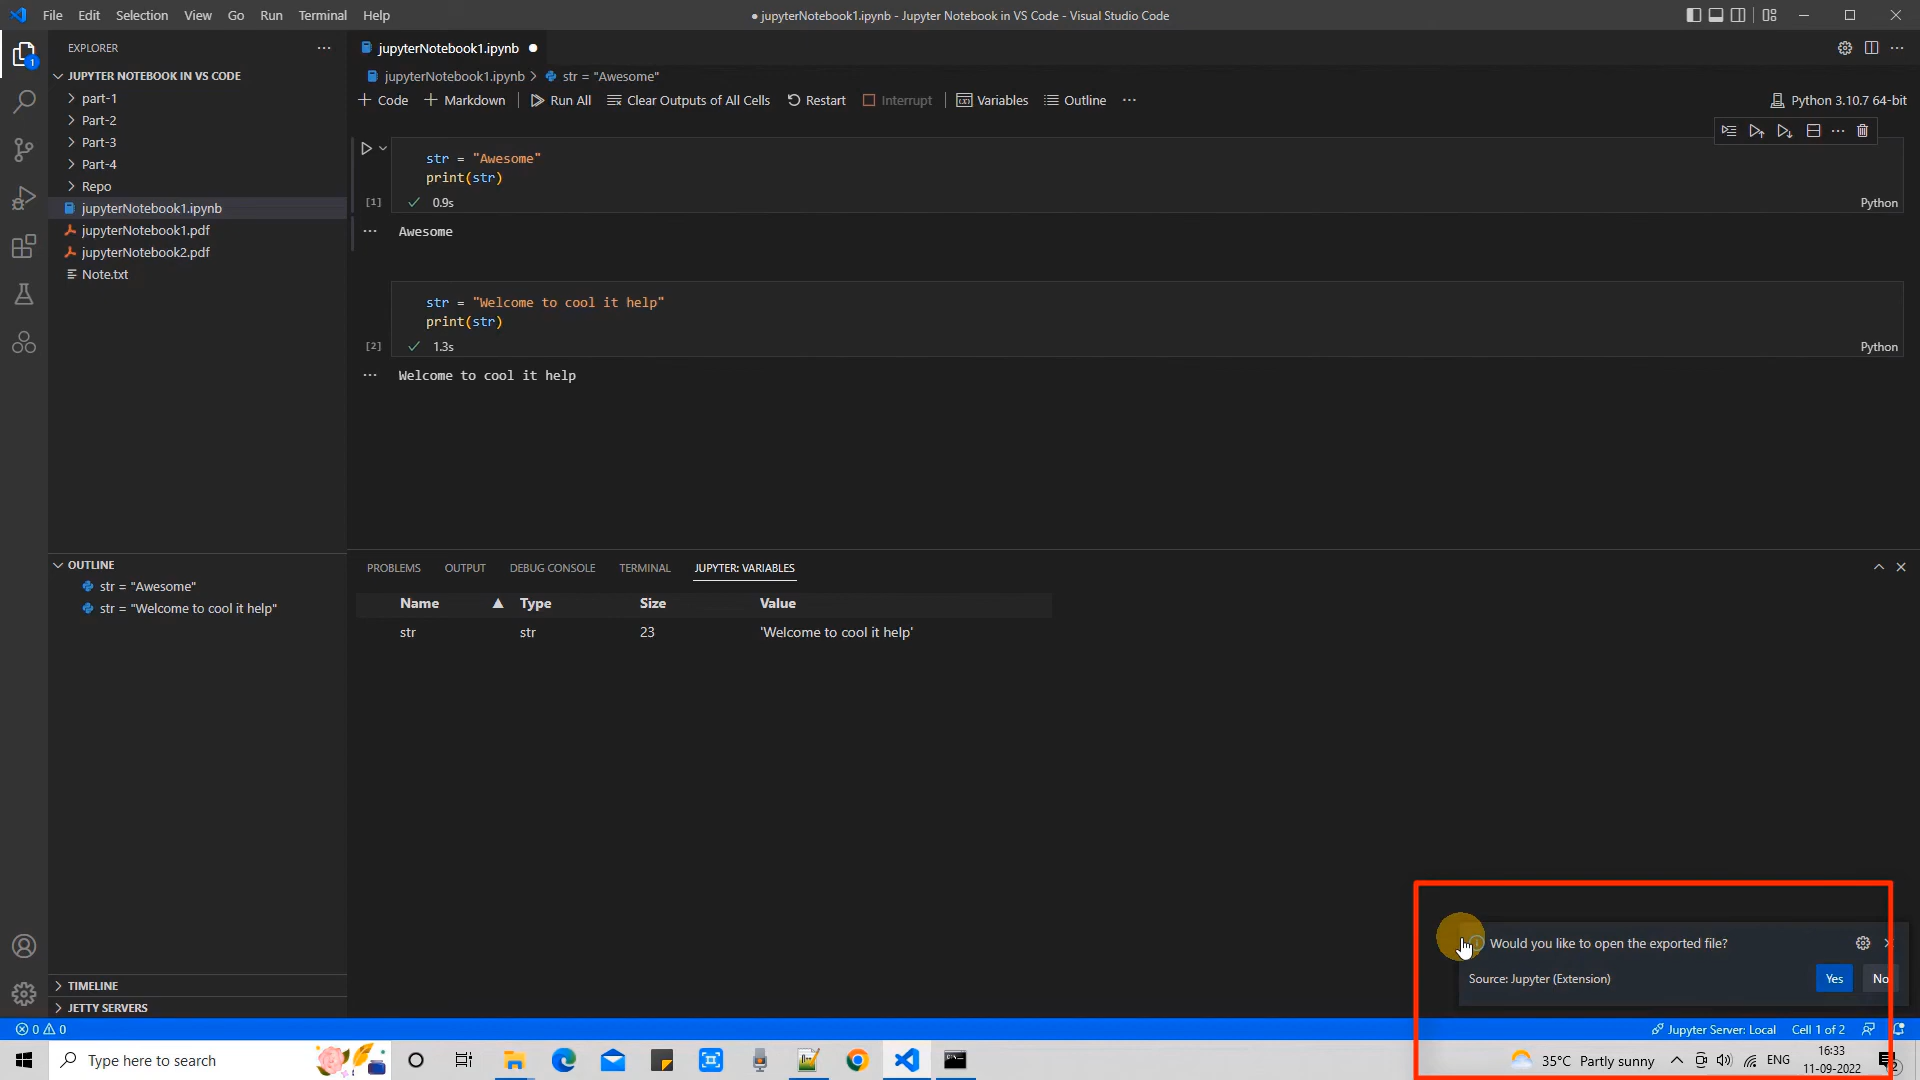 File Edit Selection View Go Run Terminal Help
● jupyterNotebook1.ipynb - Jupyter Notebook in VS Code - Visual Studio Code
EXPLORER
JUPYTER NOTEBOOK IN VS CODE
part-1
Part-2
Part-3
Part-4
Repo
jupyterNotebook1.ipynb
jupyterNotebook1.pdf
jupyterNotebook2.pdf
Note.txt
1
OUTLINE
str = "Awesome"
str = "Welcome to cool it help"
TIMELINE
JETTY SERVERS
jupyterNotebook1.ipynb ●
jupyterNotebook1.ipynb > str = "Awesome"
+ Code + Markdown Run All Clear Outputs of All Cells Restart Interrupt Variables Outline ...
Python 3.10.7 64-bit
str = "Awesome"
print(str)
[1] 0.9s Python
Awesome
str = "Welcome to cool it help"
print(str)
[2] 1.3s Python
Welcome to cool it help
PROBLEMS OUTPUT DEBUG CONSOLE TERMINAL JUPYTER: VARIABLES
Name Type Size Value
str str 23 'Welcome to cool it help'
Would you like to open the exported file?
Source: Jupyter (Extension) Yes No
0 0
Jupyter Server: Local Cell 1 of 2
Type here to search
35°C Partly sunny ENG
16:33
11-09-2022
2